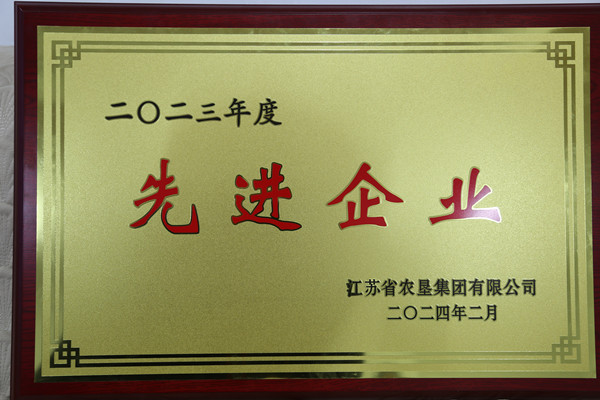 二〇二三年度
先进企业
江苏省农垦集团有限公司
二〇二四年二月